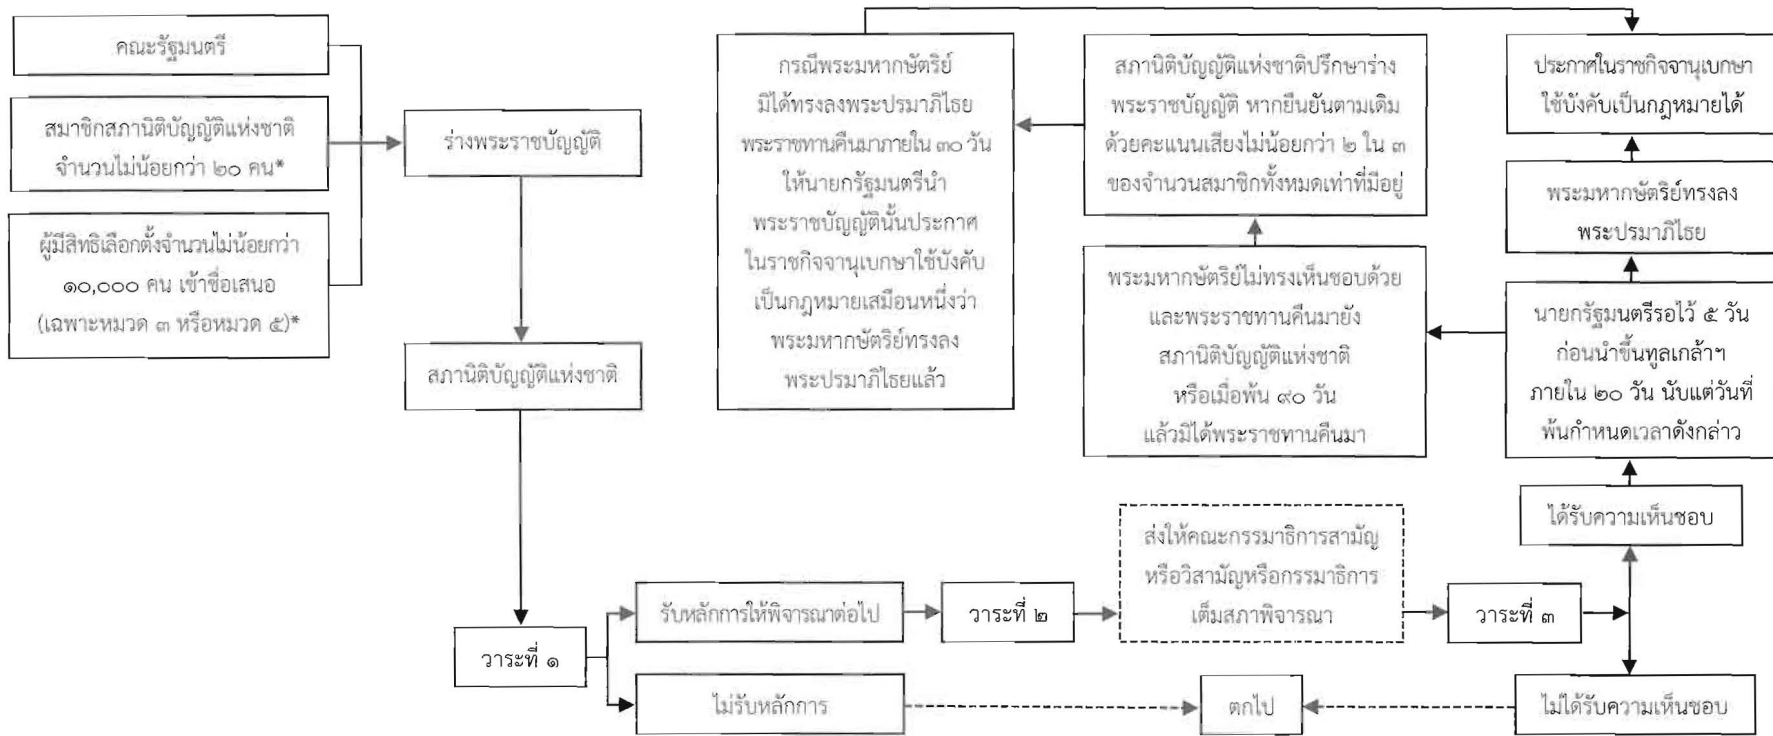 คณะรัฐมนตรี
สมาชิกสภานิติบัญญัติแห่งชาติ
จำนวนไม่น้อยกว่า ๒๐ คน*
ผู้มีสิทธิเลือกตั้งจำนวนไม่น้อยกว่า
๑๐,๐๐๐ คน เข้าชื่อเสนอ
(เฉพาะหมวด ๓ หรือหมวด ๕)*
ร่างพระราชบัญญัติ
สภานิติบัญญัติแห่งชาติ
วาระที่ ๑
รับหลักการให้พิจารณาต่อไป
ไม่รับหลักการ
วาระที่ ๒
ส่งให้คณะกรรมาธิการสามัญ
หรือวิสามัญหรือกรรมาธิการ
เต็มสภาพิจารณา
วาระที่ ๓
ตกไป
ไม่ได้รับความเห็นชอบ
ได้รับความเห็นชอบ
นายกรัฐมนตรีรอไว้ ๕ วัน
ก่อนนำขึ้นทูลเกล้าฯ
ภายใน ๒๐ วัน นับแต่วันที่
พ้นกำหนดเวลาดังกล่าว
พระมหากษัตริย์ทรงลง
พระปรมาภิไธย
ประกาศในราชกิจจานุเบกษา
ใช้บังคับเป็นกฎหมายได้
พระมหากษัตริย์ไม่ทรงเห็นชอบด้วย
และพระราชทานคืนมายัง
สภานิติบัญญัติแห่งชาติ
หรือเมื่อพ้น ๙๐ วัน
แล้วมิได้พระราชทานคืนมา
สภานิติบัญญัติแห่งชาติปรึกษาร่าง
พระราชบัญญัติ หากยืนยันตามเดิม
ด้วยคะแนนเสียงไม่น้อยกว่า ๒ ใน ๓
ของจำนวนสมาชิกทั้งหมดเท่าที่มีอยู่
กรณีพระมหากษัตริย์
มิได้ทรงลงพระปรมาภิไธย
พระราชทานคืนมาภายใน ๓๐ วัน
ให้นายกรัฐมนตรีนำ
พระราชบัญญัตินั้นประกาศ
ในราชกิจจานุเบกษาใช้บังคับ
เป็นกฎหมายเสมือนหนึ่งว่า
พระมหากษัตริย์ทรงลง
พระปรมาภิไธยแล้ว